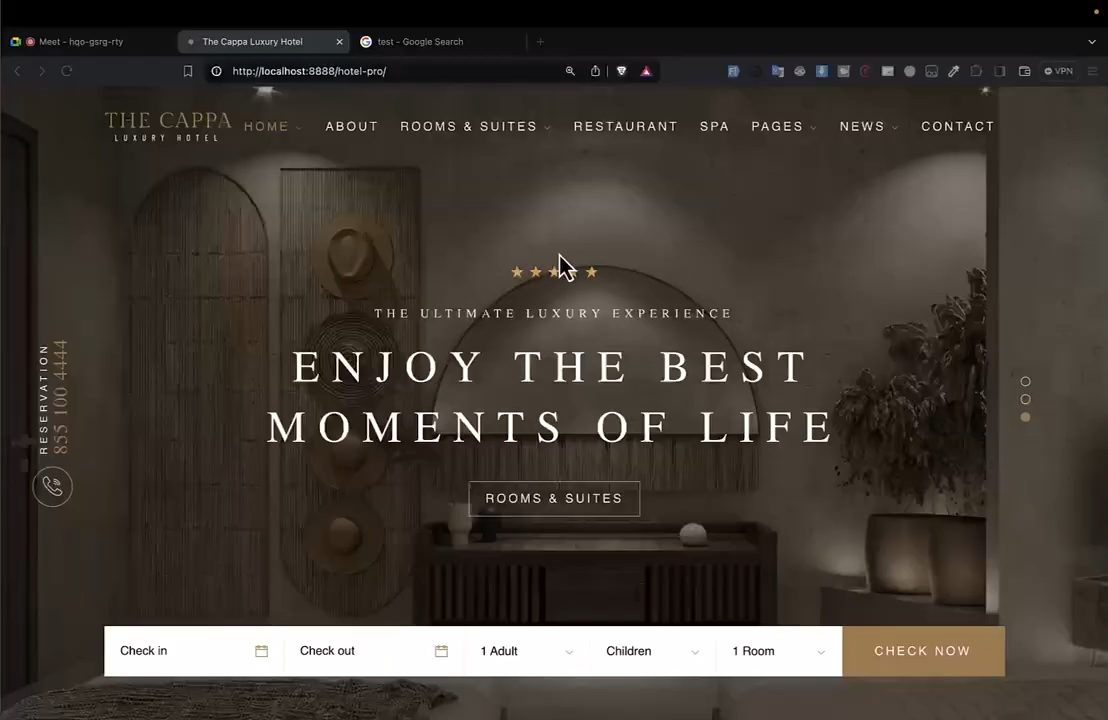 Meet - hqo-gsrg-rty
The Cappa Luxury Hotel
test - Google Search
http://localhost:8888/hotel-pro/
VPN
THE CAPPA
LUXURY HOTEL
HOME
ABOUT
ROOMS & SUITES
RESTAURANT
SPA
PAGES
NEWS
CONTACT
THE ULTIMATE LUXURY EXPERIENCE
ENJOY THE BEST
MOMENTS OF LIFE
ROOMS & SUITES
RESERVATION
855 100 4444
Check in
Check out
1 Adult
Children
1 Room
CHECK NOW